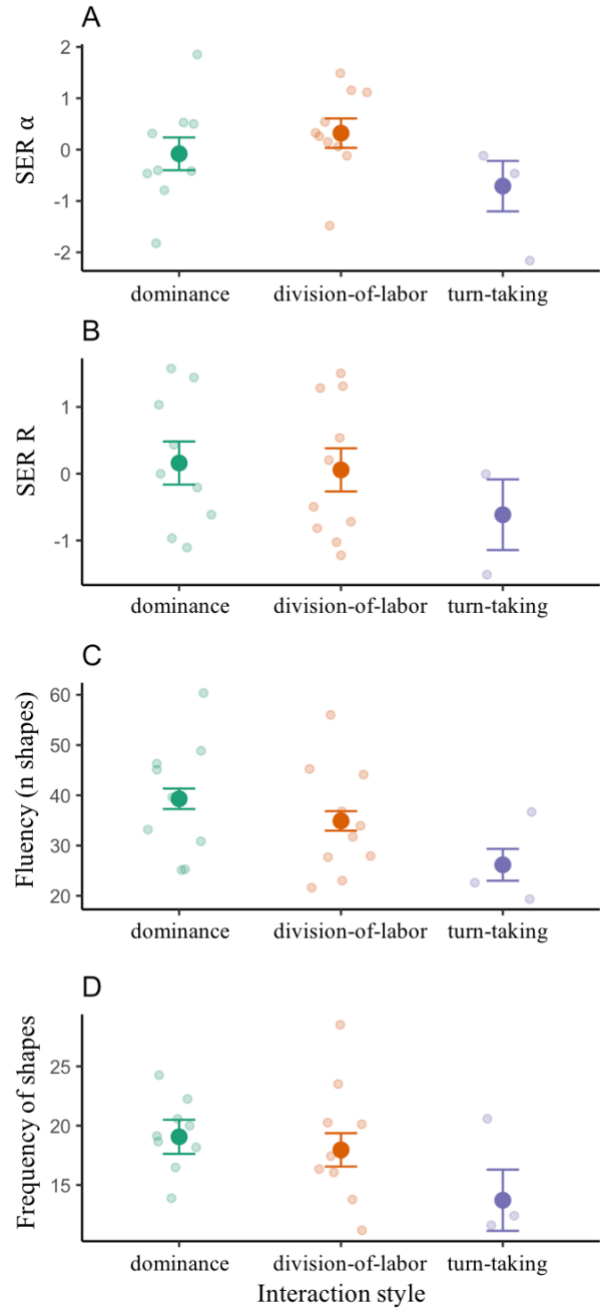 A
2
1
0
-1
-2
SER α
dominance division-of-labor turn-taking
B
1
0
-1
SER R
dominance division-of-labor turn-taking
C
60
50
40
30
20
Fluency (n shapes)
dominance division-of-labor turn-taking
D
25
20
15
Frequency of shapes
dominance division-of-labor turn-taking
Interaction style